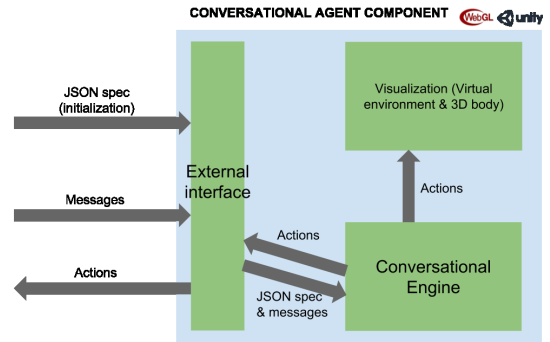 CONVERSATIONAL AGENT COMPONENT
WebGL
unity
JSON spec
(initialization)
Messages
Actions
External
interface
Actions
JSON spec
& messages
Visualization (Virtual
environment & 3D body)
Actions
Conversational
Engine